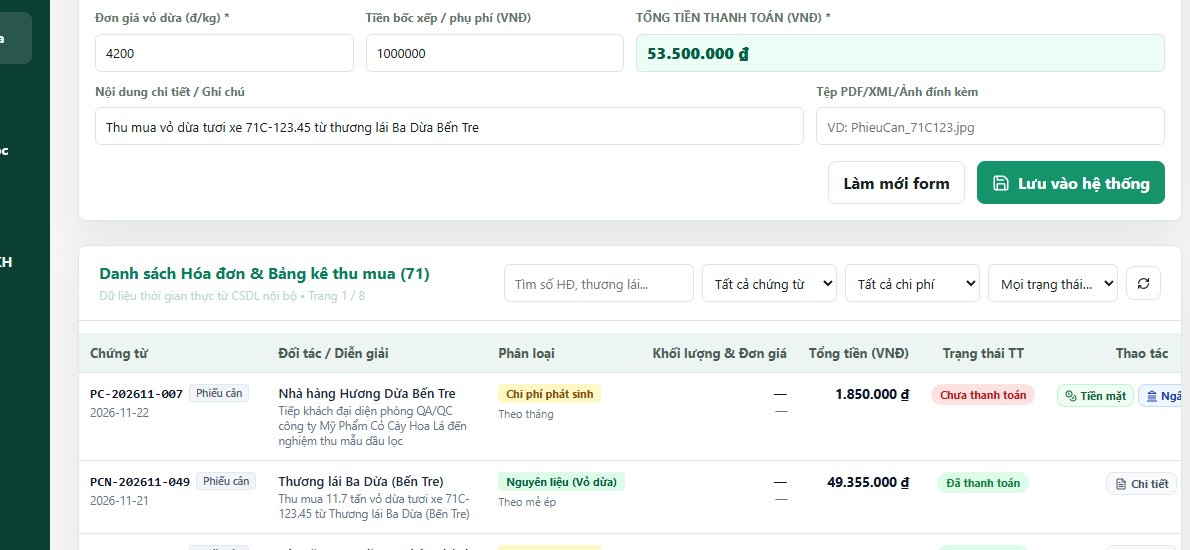 a
ọc
KH
Đơn giá vỏ dừa (đ/kg) *
Tiền bốc xếp / phụ phí (VNĐ)
TỔNG TIỀN THANH TOÁN (VNĐ) *
4200
1000000
53.500.000 ₫
Nội dung chi tiết / Ghi chú
Tệp PDF/XML/Ảnh đính kèm
Thu mua vỏ dừa tươi xe 71C-123.45 từ thương lái Ba Dừa Bến Tre
VD: PhieuCan_71C123.jpg
Làm mới form
Lưu vào hệ thống
Danh sách Hóa đơn & Bảng kê thu mua (71)
Dữ liệu thời gian thực từ CSDL nội bộ • Trang 1 / 8
Tìm số HĐ, thương lái...
Tất cả chứng từ
Tất cả chi phí
Mọi trạng thái...
Chứng từ
Đối tác / Diễn giải
Phân loại
Khối lượng & Đơn giá
Tổng tiền (VNĐ)
Trạng thái TT
Thao tác
PC-202611-007
Phiếu cân
2026-11-22
Nhà hàng Hương Dừa Bến Tre
Tiếp khách đại diện phòng QA/QC
công ty Mỹ Phẩm Cỏ Cây Hoa Lá đến
nghiệm thu mẫu dầu lọc
Chi phí phát sinh
Theo tháng
—
—
1.850.000 ₫
Chưa thanh toán
Tiền mặt
Ngâ
PCN-202611-049
Phiếu cân
2026-11-21
Thương lái Ba Dừa (Bến Tre)
Thu mua 11.7 tấn vỏ dừa tươi xe 71C-
123.45 từ Thương lái Ba Dừa (Bến Tre)
Nguyên liệu (Vỏ dừa)
Theo mẻ ép
—
—
49.355.000 ₫
Đã thanh toán
Chi tiết